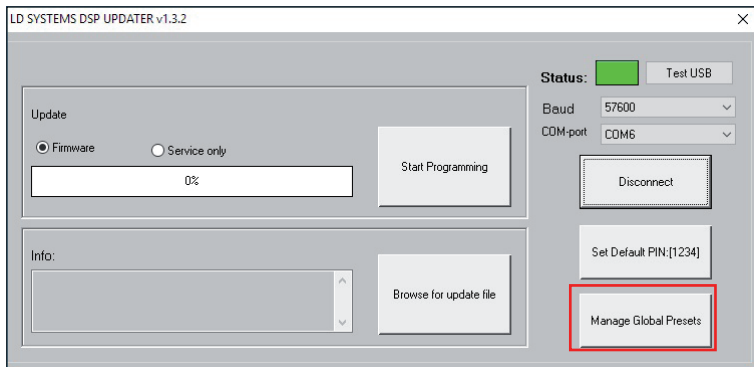 LD SYSTEMS DSP UPDATER v1.3.2
Status:
Test USB
Baud
57600
COM-port
COM6
Disconnect
Set Default PIN:[1234]
Manage Global Presets
Update
Firmware
Service only
0%
Start Programming
Info:
Browse for update file